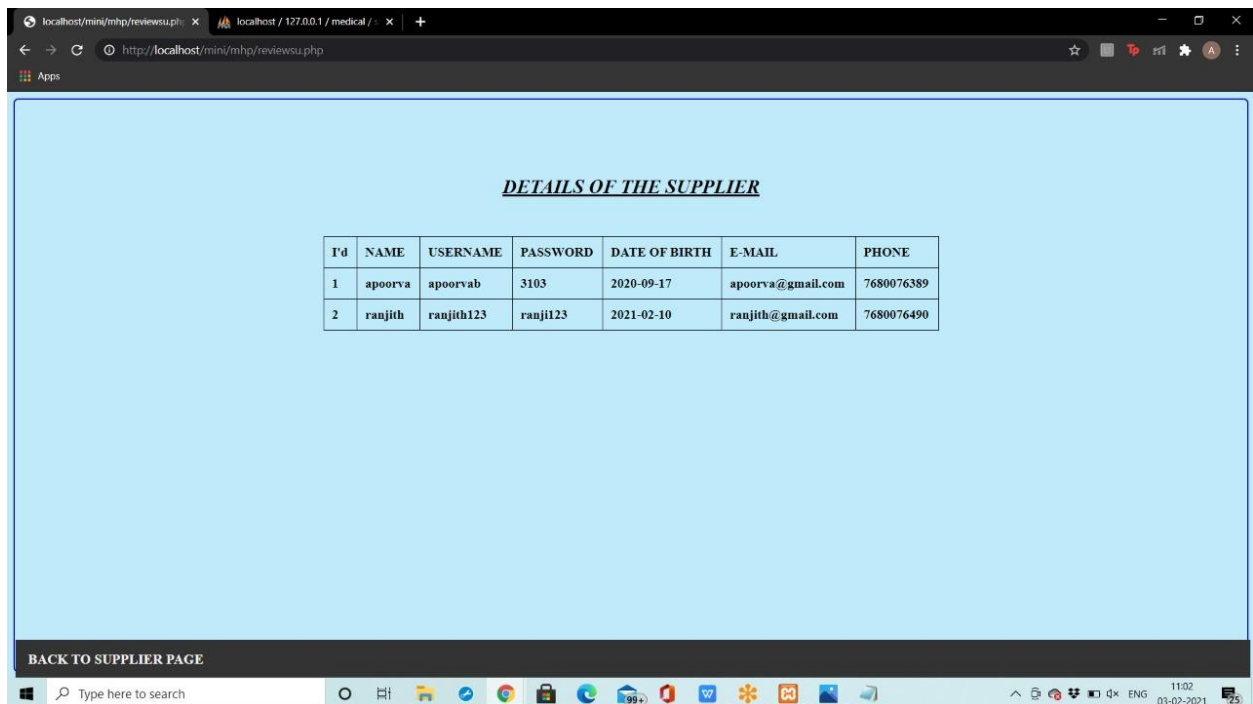 localhost/mini/mhp/reviewsu.ph
localhost / 127.0.0.1 / medical / s
http://localhost/mini/mhp/reviewsu.php
Tp
A
Apps
DETAILS OF THE SUPPLIER
I'd NAME USERNAME PASSWORD DATE OF BIRTH E-MAIL PHONE
1 apoorva apoorvab 3103 2020-09-17 apoorva@gmail.com 7680076389
2 ranjith ranjith123 ranji123 2021-02-10 ranjith@gmail.com 7680076490
BACK TO SUPPLIER PAGE
Type here to search
99+
W
ENG
11:02
03-02-2021
25